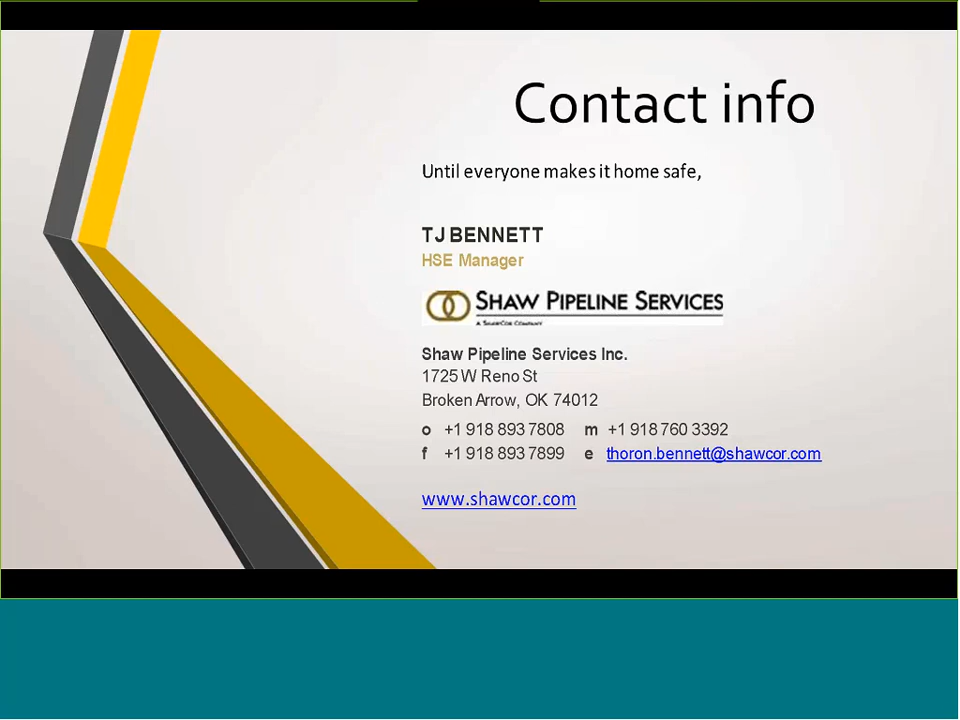 Contact info
Until everyone makes it home safe,
TJ BENNETT
HSE Manager
SHAW PIPELINE SERVICES
A SHAWCOR COMPANY
Shaw Pipeline Services Inc.
1725 W Reno St
Broken Arrow, OK 74012
o +1 918 893 7808 m +1 918 760 3392
f +1 918 893 7899 e thoron.bennett@shawcor.com
www.shawcor.com